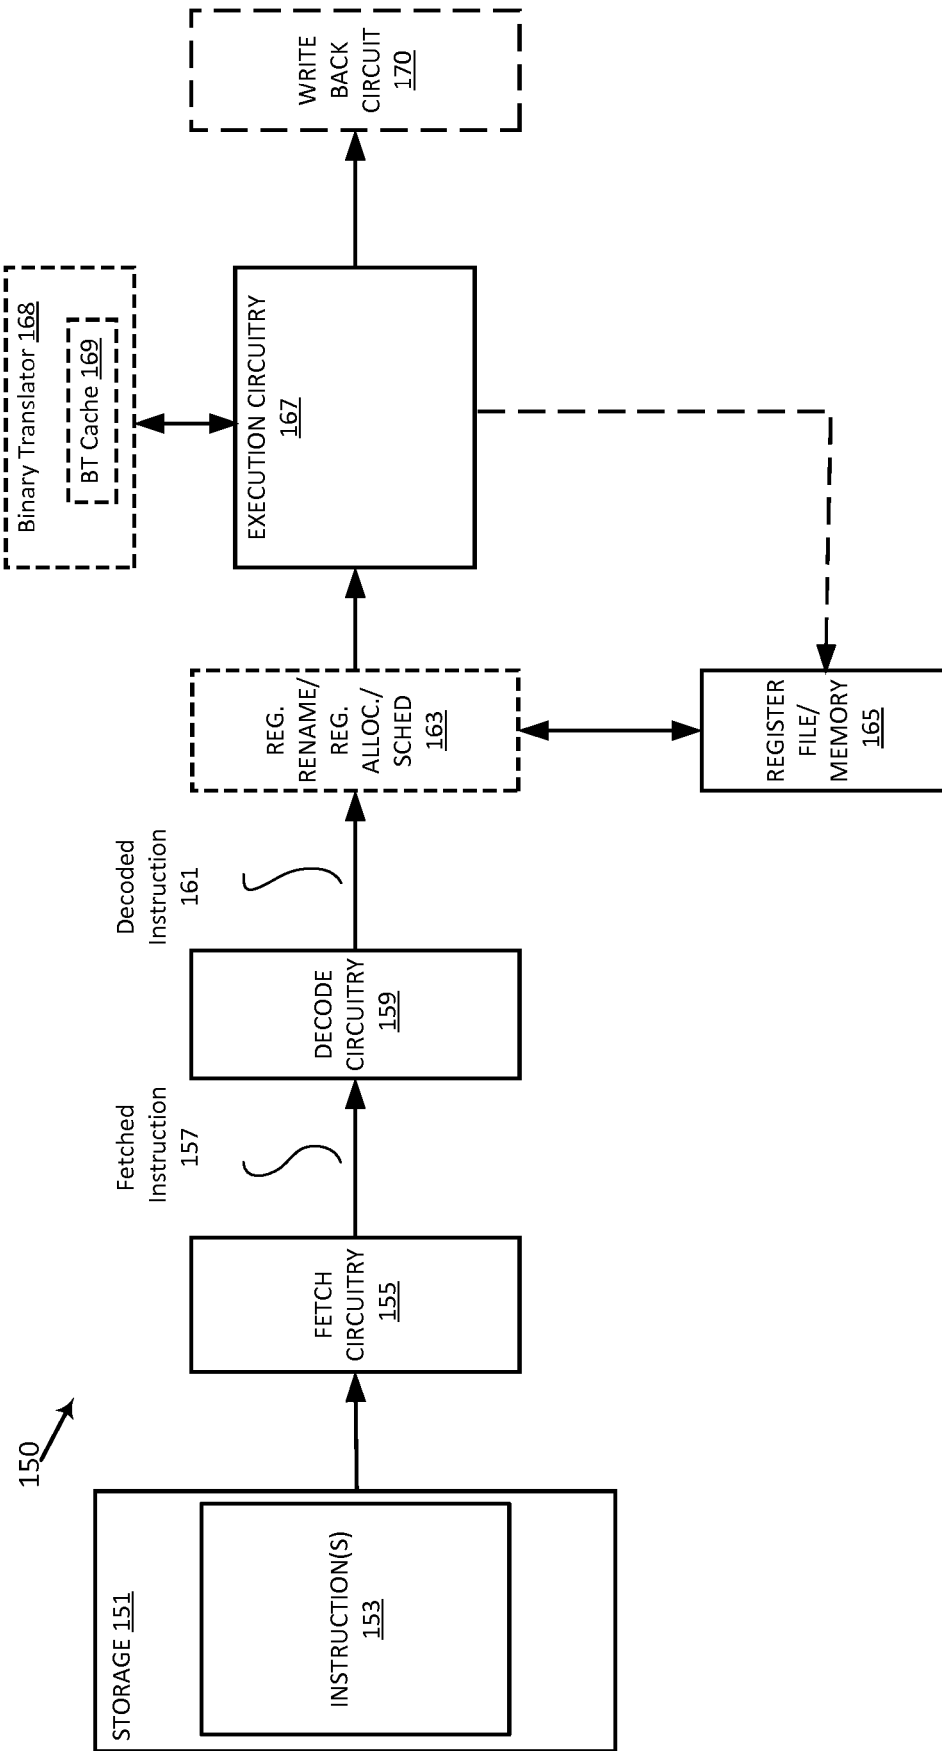 150
STORAGE 151
INSTRUCTION(S)
153
FETCH
CIRCUITRY
155
Fetched
Instruction
157
DECODE
CIRCUITRY
159
Decoded
Instruction
161
REG.
RENAME/
REG.
ALLOC./
SCHED
163
REGISTER
FILE/
MEMORY
165
Binary Translator 168
BT Cache 169
EXECUTION CIRCUITRY
167
WRITE
BACK
CIRCUIT
170